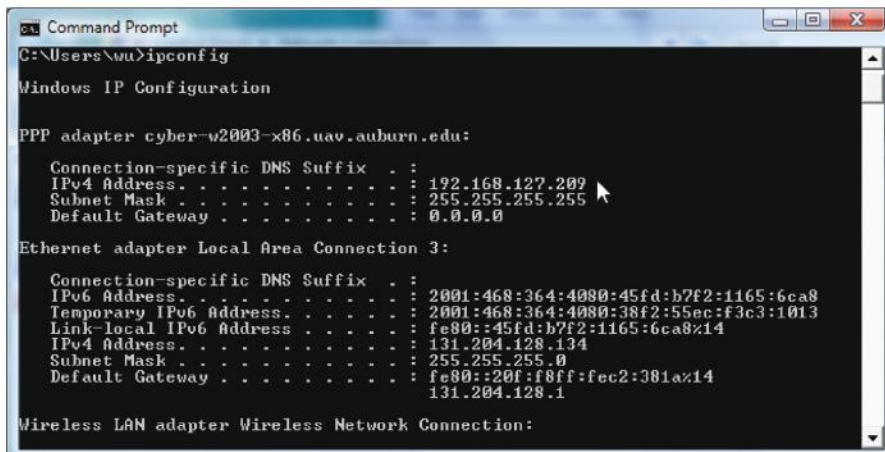 Command Prompt
C:\Users\wu>ipconfig
Windows IP Configuration
PPP adapter cyber-w2003-x86.uav.auburn.edu:
Connection-specific DNS Suffix . :
IPv4 Address. . . . . . . . . . . : 192.168.127.209
Subnet Mask . . . . . . . . . . . : 255.255.255.255
Default Gateway . . . . . . . . . : 0.0.0.0
Ethernet adapter Local Area Connection 3:
Connection-specific DNS Suffix . :
IPv6 Address. . . . . . . . . . . : 2001:468:364:4080:45fd:b7f2:1165:6ca8
Temporary IPv6 Address. . . . . . : 2001:468:364:4080:38f2:55ec:f3c3:1013
Link-local IPv6 Address . . . . . : fe80::45fd:b7f2:1165:6ca8%14
IPv4 Address. . . . . . . . . . . : 131.204.128.134
Subnet Mask . . . . . . . . . . . : 255.255.255.0
Default Gateway . . . . . . . . . : fe80::20f:f8ff:fec2:381a%14
131.204.128.1
Wireless LAN adapter Wireless Network Connection: